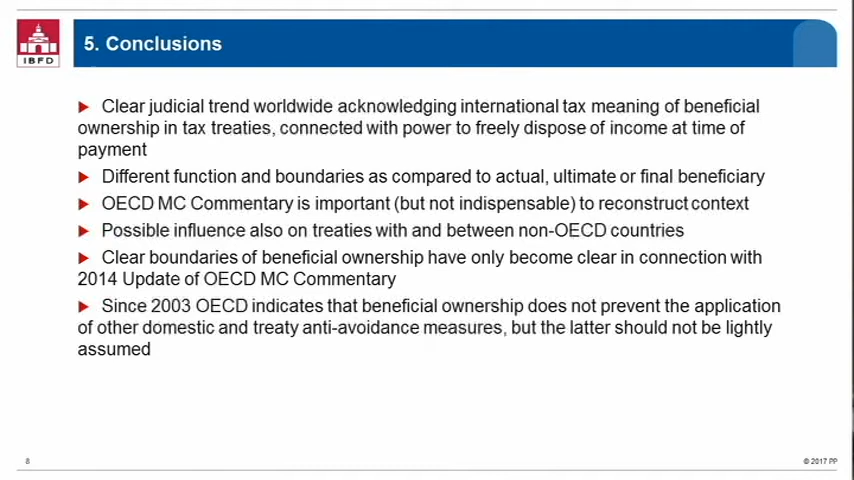 5. Conclusions
IBFD
▶ Clear judicial trend worldwide acknowledging international tax meaning of beneficial
ownership in tax treaties, connected with power to freely dispose of income at time of
payment
▶ Different function and boundaries as compared to actual, ultimate or final beneficiary
▶ OECD MC Commentary is important (but not indispensable) to reconstruct context
▶ Possible influence also on treaties with and between non-OECD countries
▶ Clear boundaries of beneficial ownership have only become clear in connection with
2014 Update of OECD MC Commentary
▶ Since 2003 OECD indicates that beneficial ownership does not prevent the application
of other domestic and treaty anti-avoidance measures, but the latter should not be lightly
assumed
8
© 2017 PP